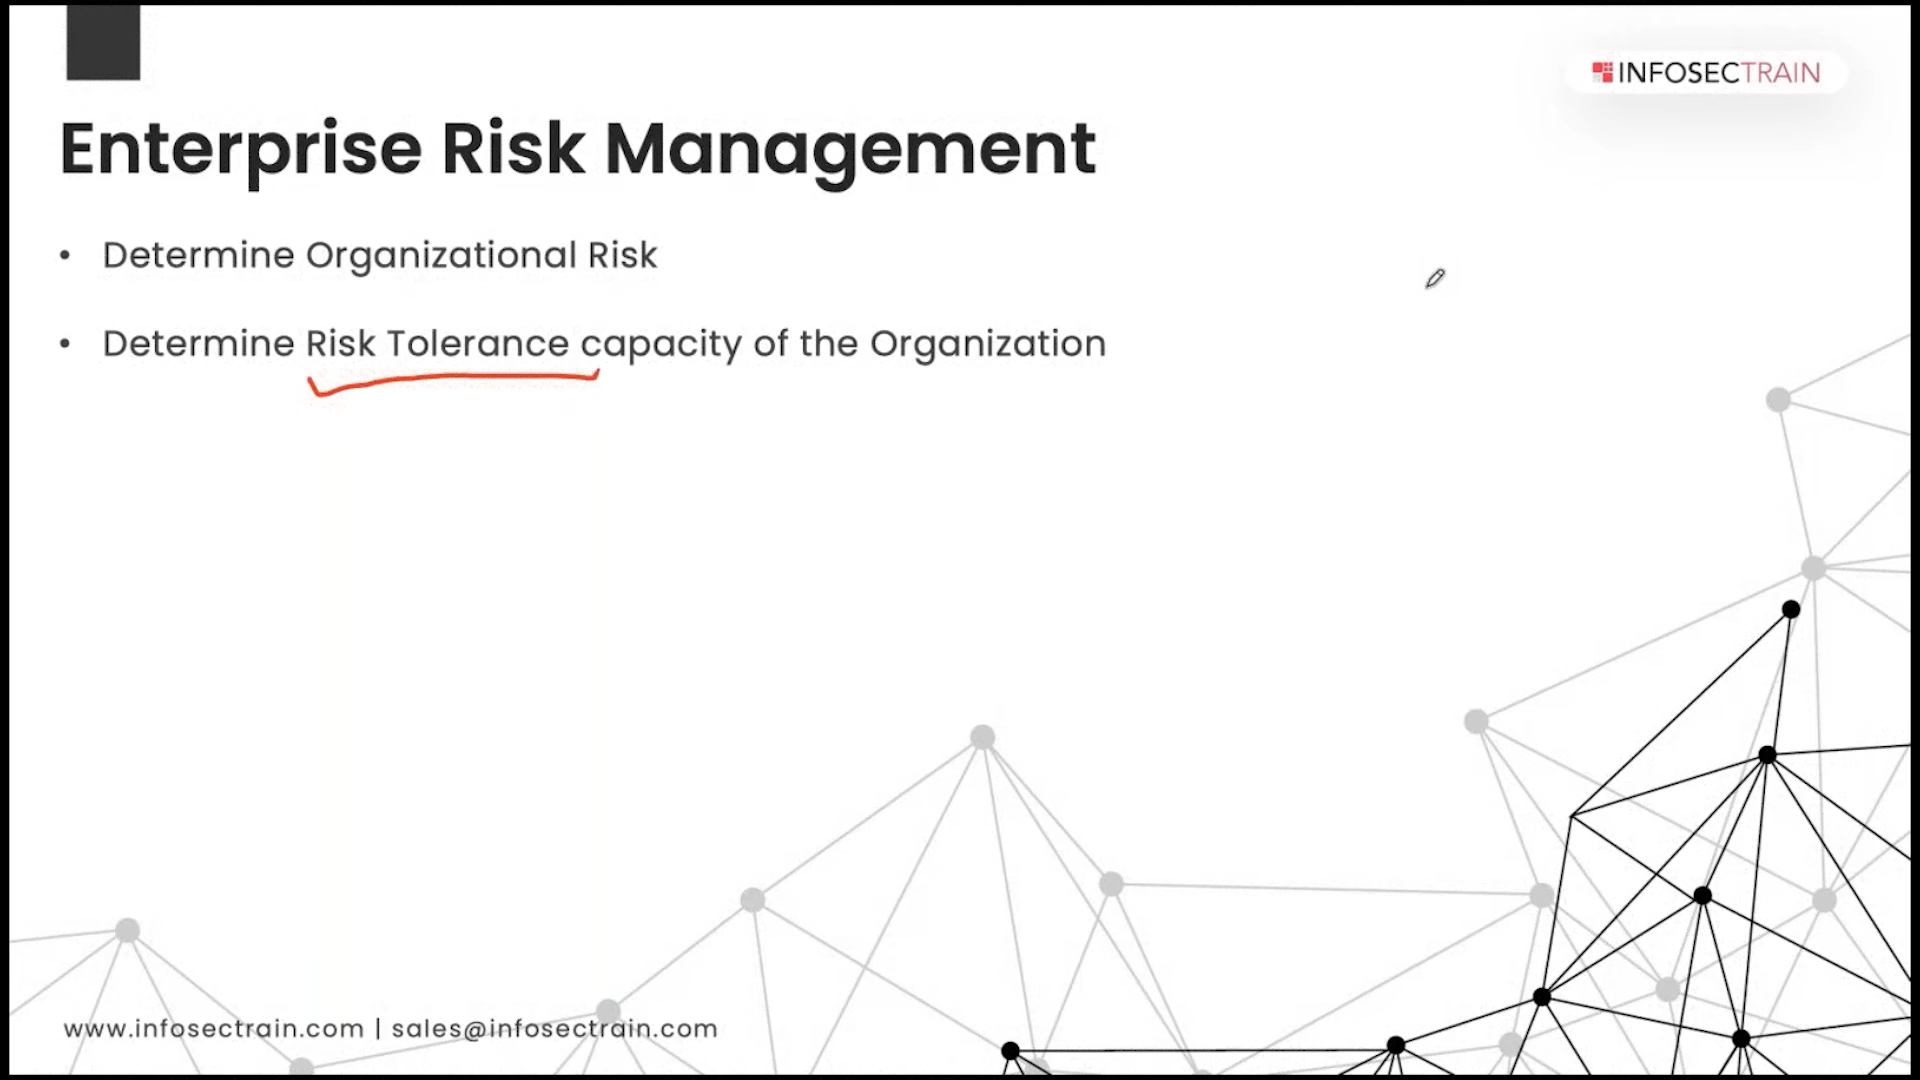 INFOSECTRAIN
Enterprise Risk Management
• Determine Organizational Risk
• Determine Risk Tolerance capacity of the Organization
www.infosectrain.com | sales@infosectrain.com